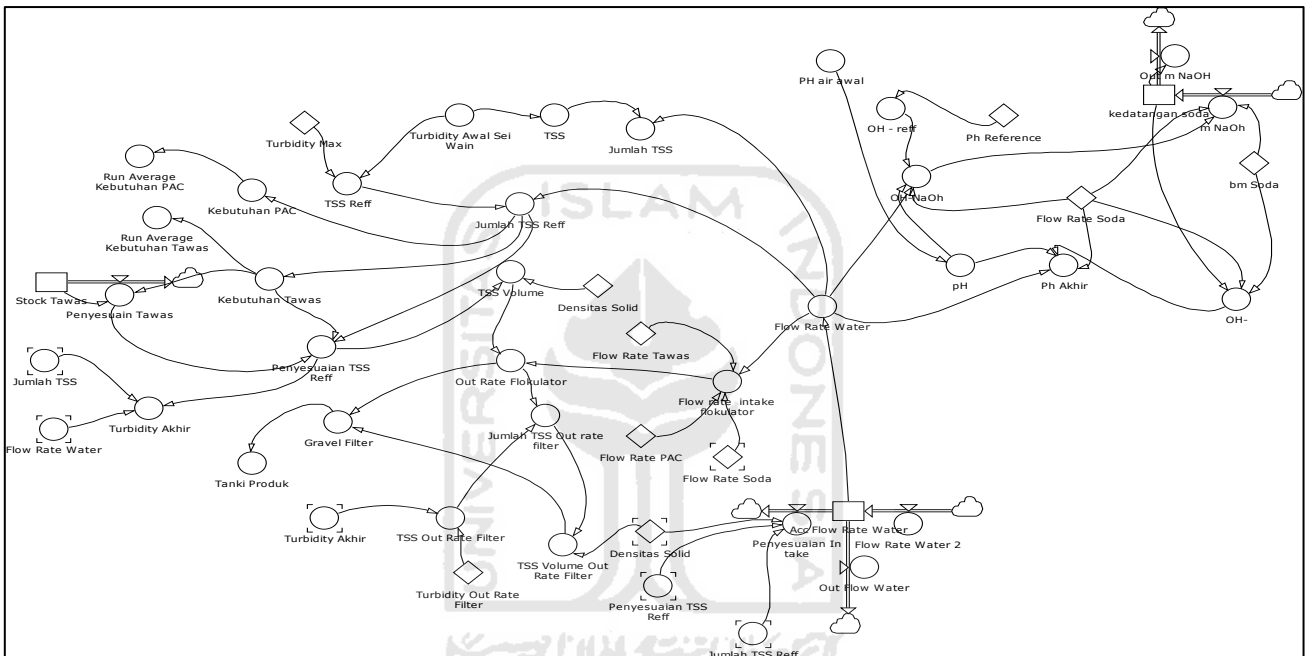 PH air awal
Out m NaOH
kedatangan soda
m NaOh
OH - reff
Ph Reference
Turbidity Max
Turbidity Awal Sei
Wain
TSS
Jumlah TSS
Run Average
Kebutuhan PAC
Kebutuhan PAC
TSS Reff
OH-NaOh
bm Soda
Flow Rate Soda
Jumlah TSS Reff
Run Average
Kebutuhan Tawas
Stock Tawas
Penyesuain Tawas
Kebutuhan Tawas
TSS Volume
Densitas Solid
pH
Ph Akhir
OH-
Flow Rate Water
Flow Rate Tawas
Penyesuaian TSS
Reff
Jumlah TSS
Out Rate Flokulator
Flow rate intake
flokulator
Turbidity Akhir
Flow Rate Water
Gravel Filter
Jumlah TSS Out rate
filter
Flow Rate PAC
Flow Rate Soda
Tanki Produk
Turbidity Akhir
TSS Out Rate Filter
TSS Volume Out
Rate Filter
Densitas Solid
Acc Flow Rate Water
Penyesuaian In
take
Flow Rate Water 2
Out Flow Water
Turbidity Out Rate
Filter
Penyesuaian TSS
Reff
Jumlah TSS Reff
UNIVERSITAS
ISLAM
INDONESIA